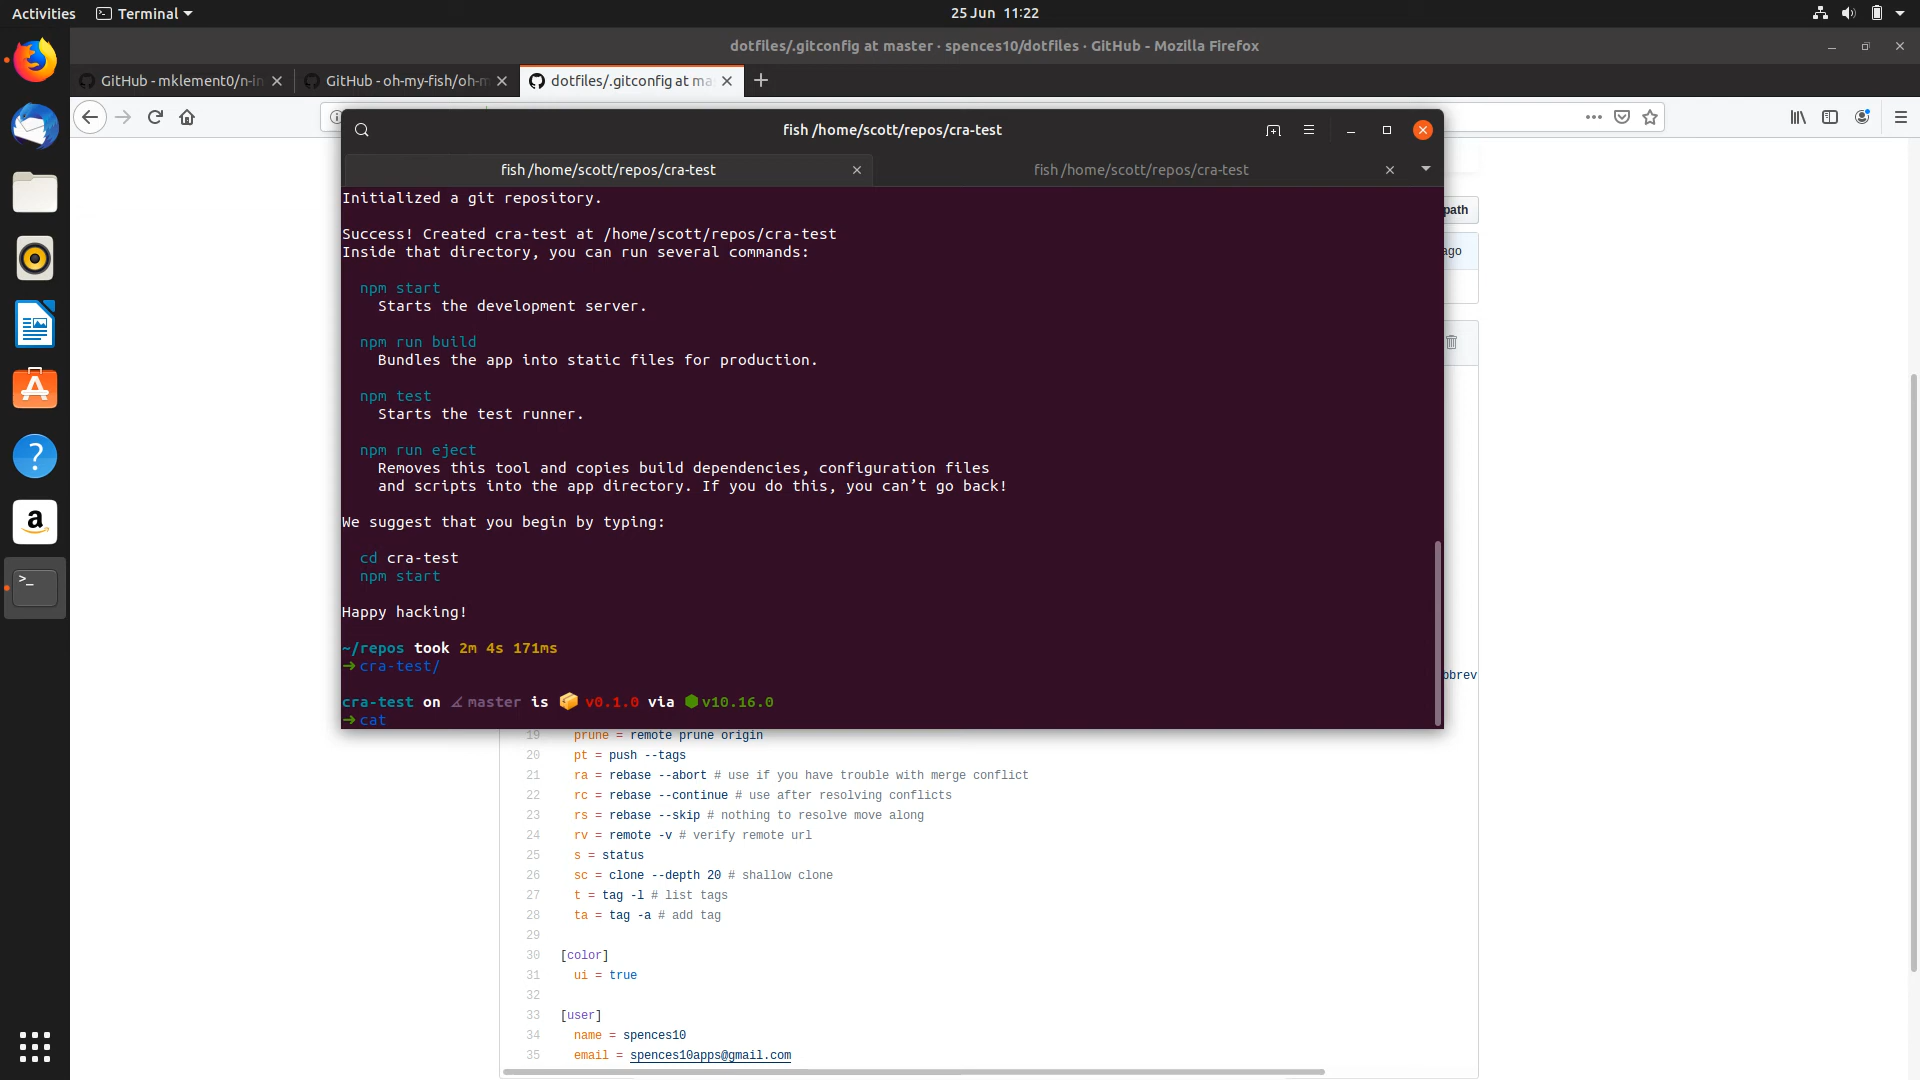 Activities
Terminal
25 Jun 11:22
dotfiles/.gitconfig at master · spences10/dotfiles · GitHub - Mozilla Firefox
GitHub - mklement0/n-in
GitHub - oh-my-fish/oh-m
dotfiles/.gitconfig at ma
fish /home/scott/repos/cra-test
fish /home/scott/repos/cra-test
fish /home/scott/repos/cra-test
path
ago
bbrev
Initialized a git repository.
Success! Created cra-test at /home/scott/repos/cra-test
Inside that directory, you can run several commands:
npm start
Starts the development server.
npm run build
Bundles the app into static files for production.
npm test
Starts the test runner.
npm run eject
Removes this tool and copies build dependencies, configuration files
and scripts into the app directory. If you do this, you can’t go back!
We suggest that you begin by typing:
cd cra-test
npm start
Happy hacking!
~/repos took 2m 4s 171ms
➜ cra-test/
cra-test on master is 📦 v0.1.0 via ⬢ v10.16.0
➜ cat
19 prune = remote prune origin
20 pt = push --tags
21 ra = rebase --abort # use if you have trouble with merge conflict
22 rc = rebase --continue # use after resolving conflicts
23 rs = rebase --skip # nothing to resolve move along
24 rv = remote -v # verify remote url
25 s = status
26 sc = clone --depth 20 # shallow clone
27 t = tag -l # list tags
28 ta = tag -a # add tag
29
30 [color]
31 ui = true
32
33 [user]
34 name = spences10
35 email = spences10apps@gmail.com